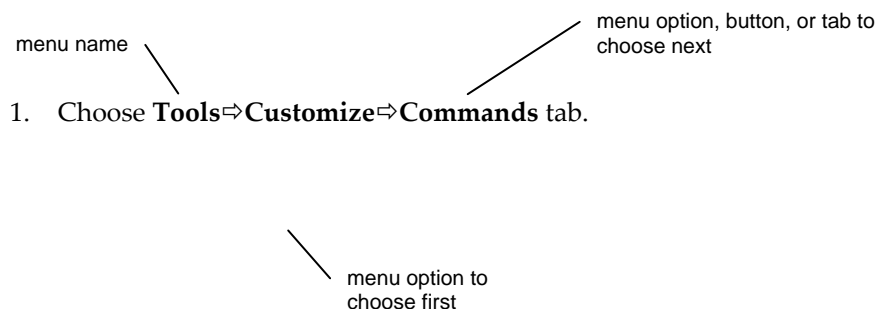 menu option, button, or tab to
choose next
menu name
1. Choose Tools⇨Customize⇨Commands tab.
menu option to
choose first